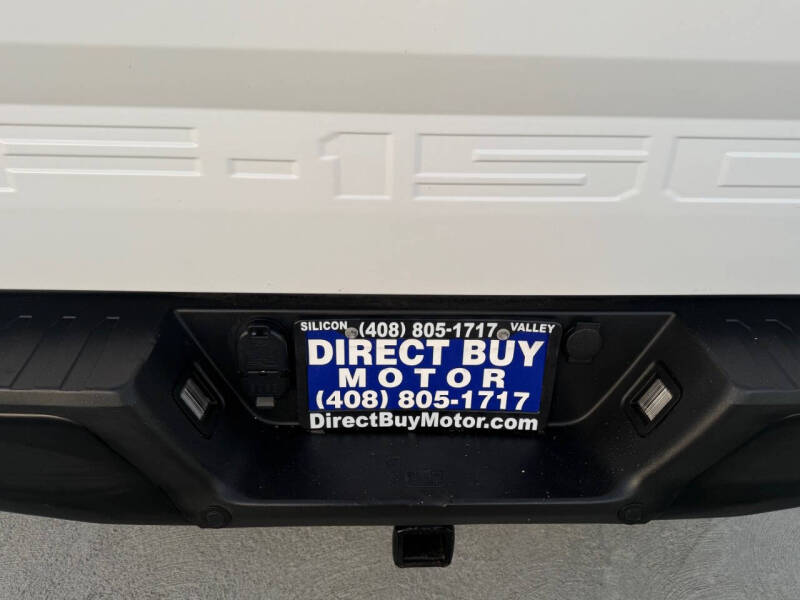 F-150
SILICON (408) 805-1717 VALLEY
DIRECT BUY
MOTOR
(408) 805-1717
DirectBuyMotor.com